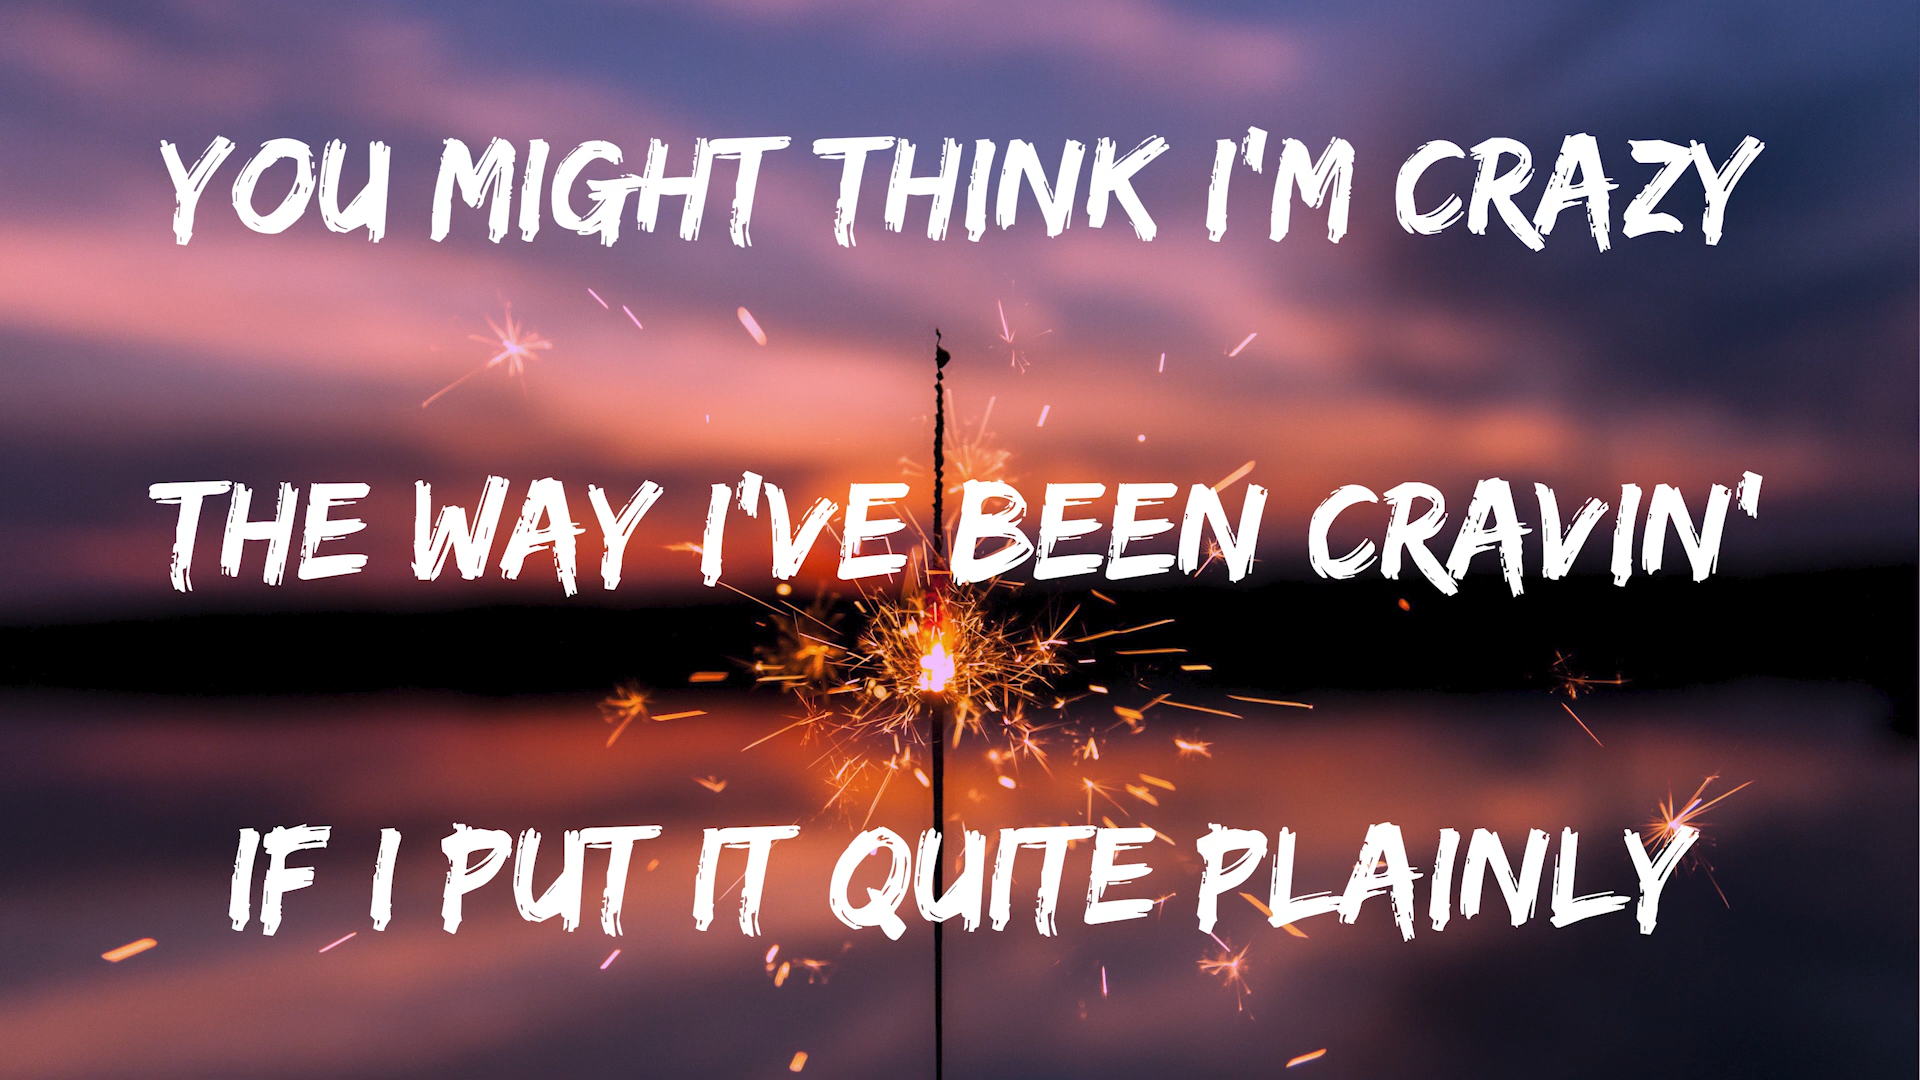 YOU MIGHT THINK I'M CRAZY
THE WAY I'VE BEEN CRAVIN'
IF I PUT IT QUITE PLAINLY